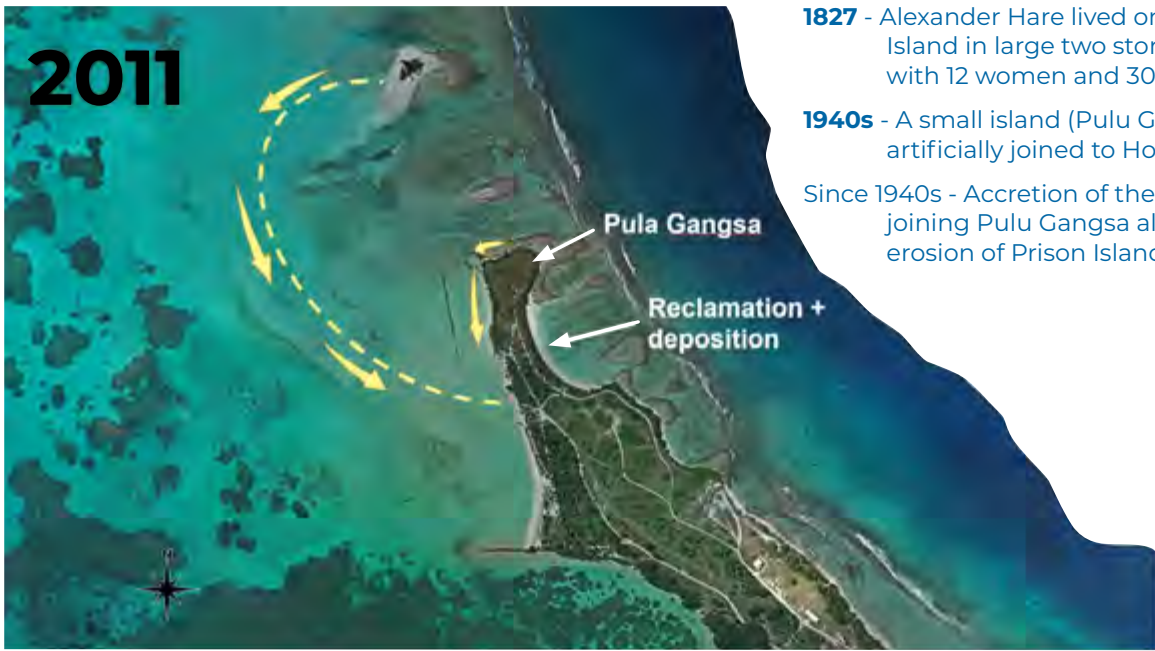 2011
1827 - Alexander Hare lived or
Island in large two stor
with 12 women and 30
1940s - A small island (Pulu G
artificially joined to Ho
Since 1940s - Accretion of the
joining Pulu Gangsa al
erosion of Prison Islanc
Pula Gangsa
Reclamation +
deposition
N